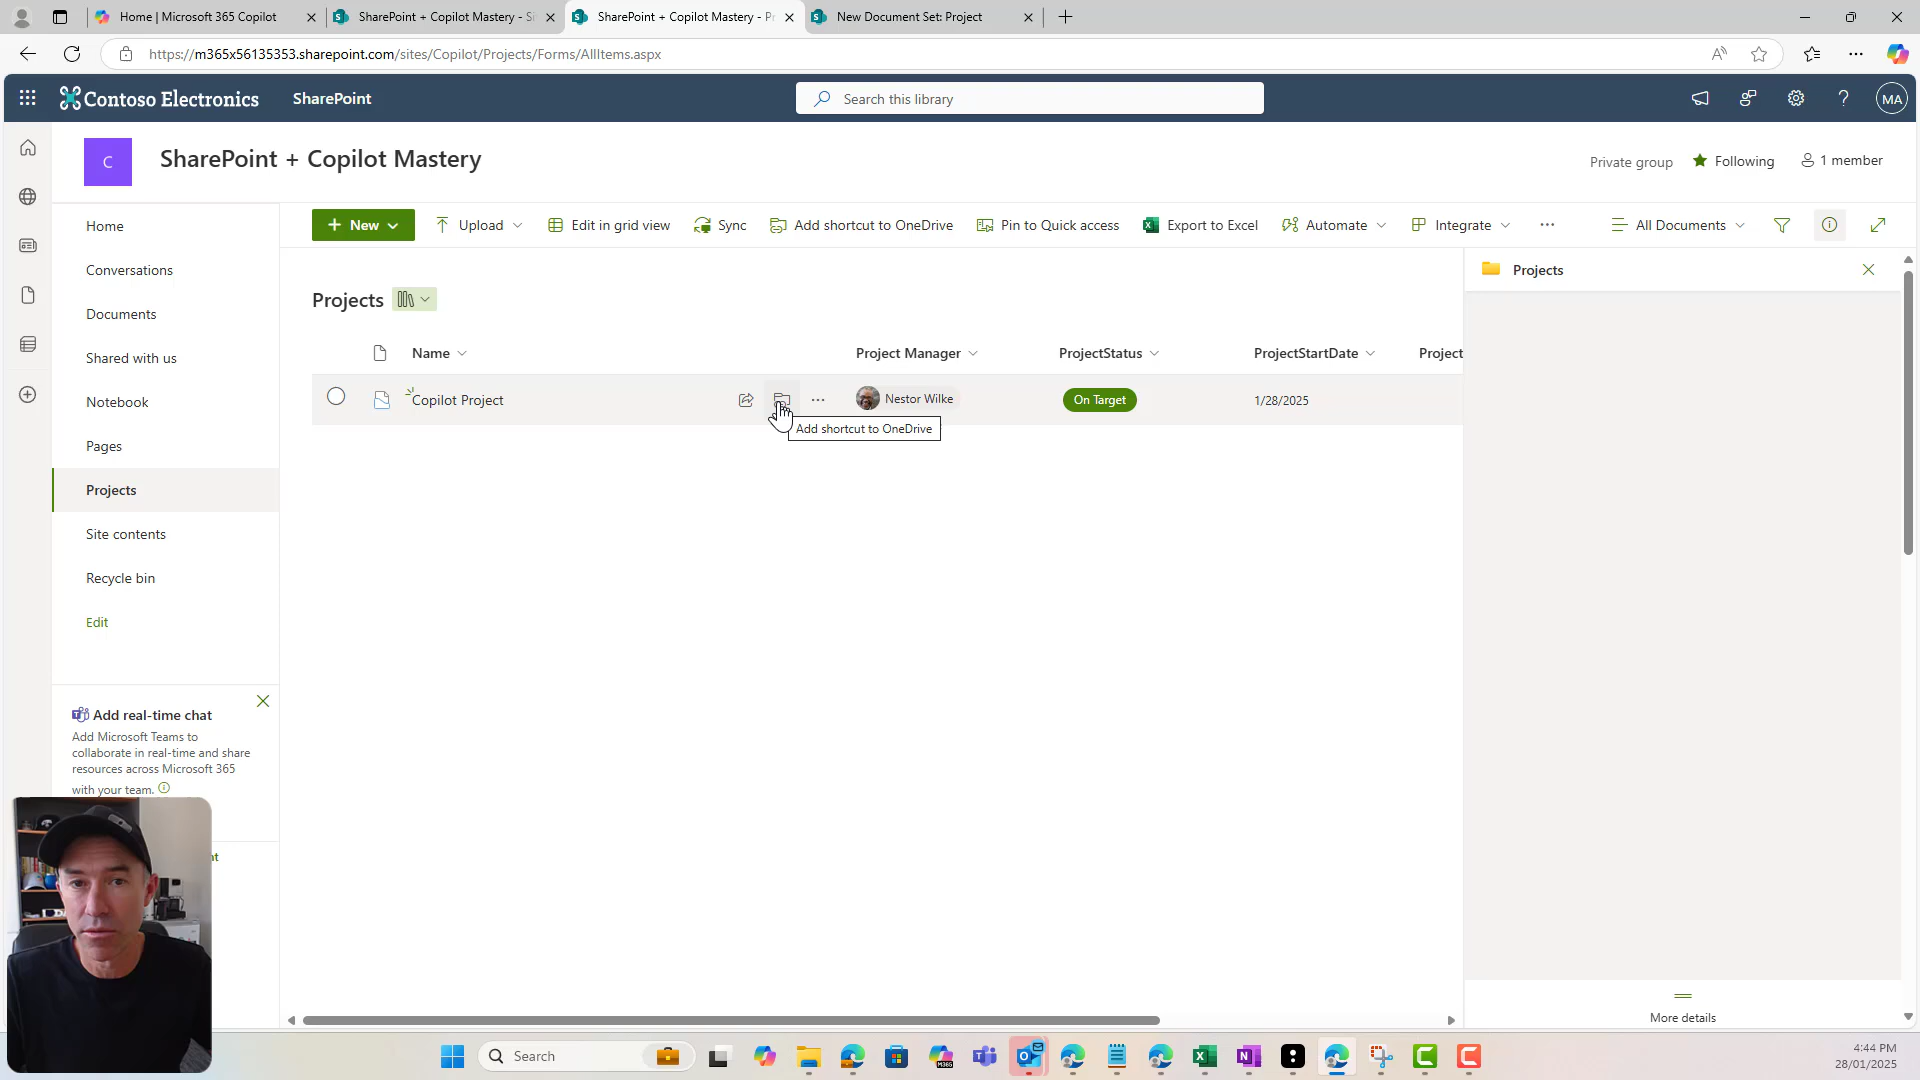 Home | Microsoft 365 Copilot
SharePoint + Copilot Mastery - Si
SharePoint + Copilot Mastery - Pr
New Document Set: Project
https://m365x56135353.sharepoint.com/sites/Copilot/Projects/Forms/AllItems.aspx
Contoso Electronics
SharePoint
Search this library
MA
C
SharePoint + Copilot Mastery
Private group
Following
1 member
Home
Conversations
Documents
Shared with us
Notebook
Pages
Projects
Site contents
Recycle bin
Edit
New
Upload
Edit in grid view
Sync
Add shortcut to OneDrive
Pin to Quick access
Export to Excel
Automate
Integrate
All Documents
Projects
Name
Project Manager
ProjectStatus
ProjectStartDate
Project
Copilot Project
Nestor Wilke
On Target
1/28/2025
Add shortcut to OneDrive
Projects
More details
Add real-time chat
Add Microsoft Teams to
collaborate in real-time and share
resources across Microsoft 365
with your team.
nt
Search
4:44 PM
28/01/2025